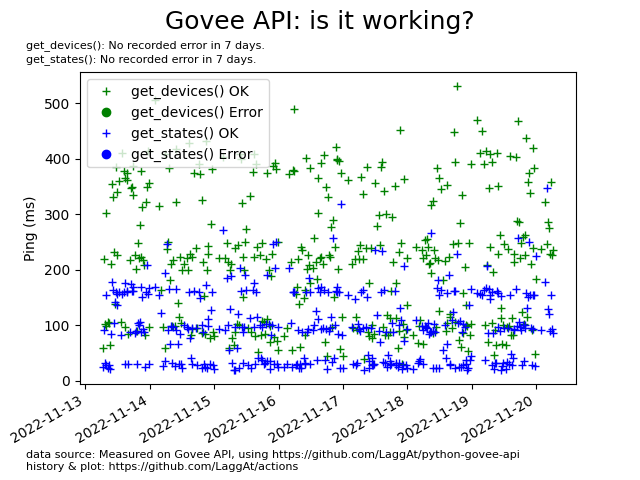 Govee API: is it working?
get_devices(): No recorded error in 7 days.
get_states(): No recorded error in 7 days.
get_devices() OK
get_devices() Error
get_states() OK
get_states() Error
Ping (ms)
500
400
300
200
100
0
2022-11-13
2022-11-14
2022-11-15
2022-11-16
2022-11-17
2022-11-18
2022-11-19
2022-11-20
data source: Measured on Govee API, using https://github.com/LaggAt/python-govee-api
history & plot: https://github.com/LaggAt/actions